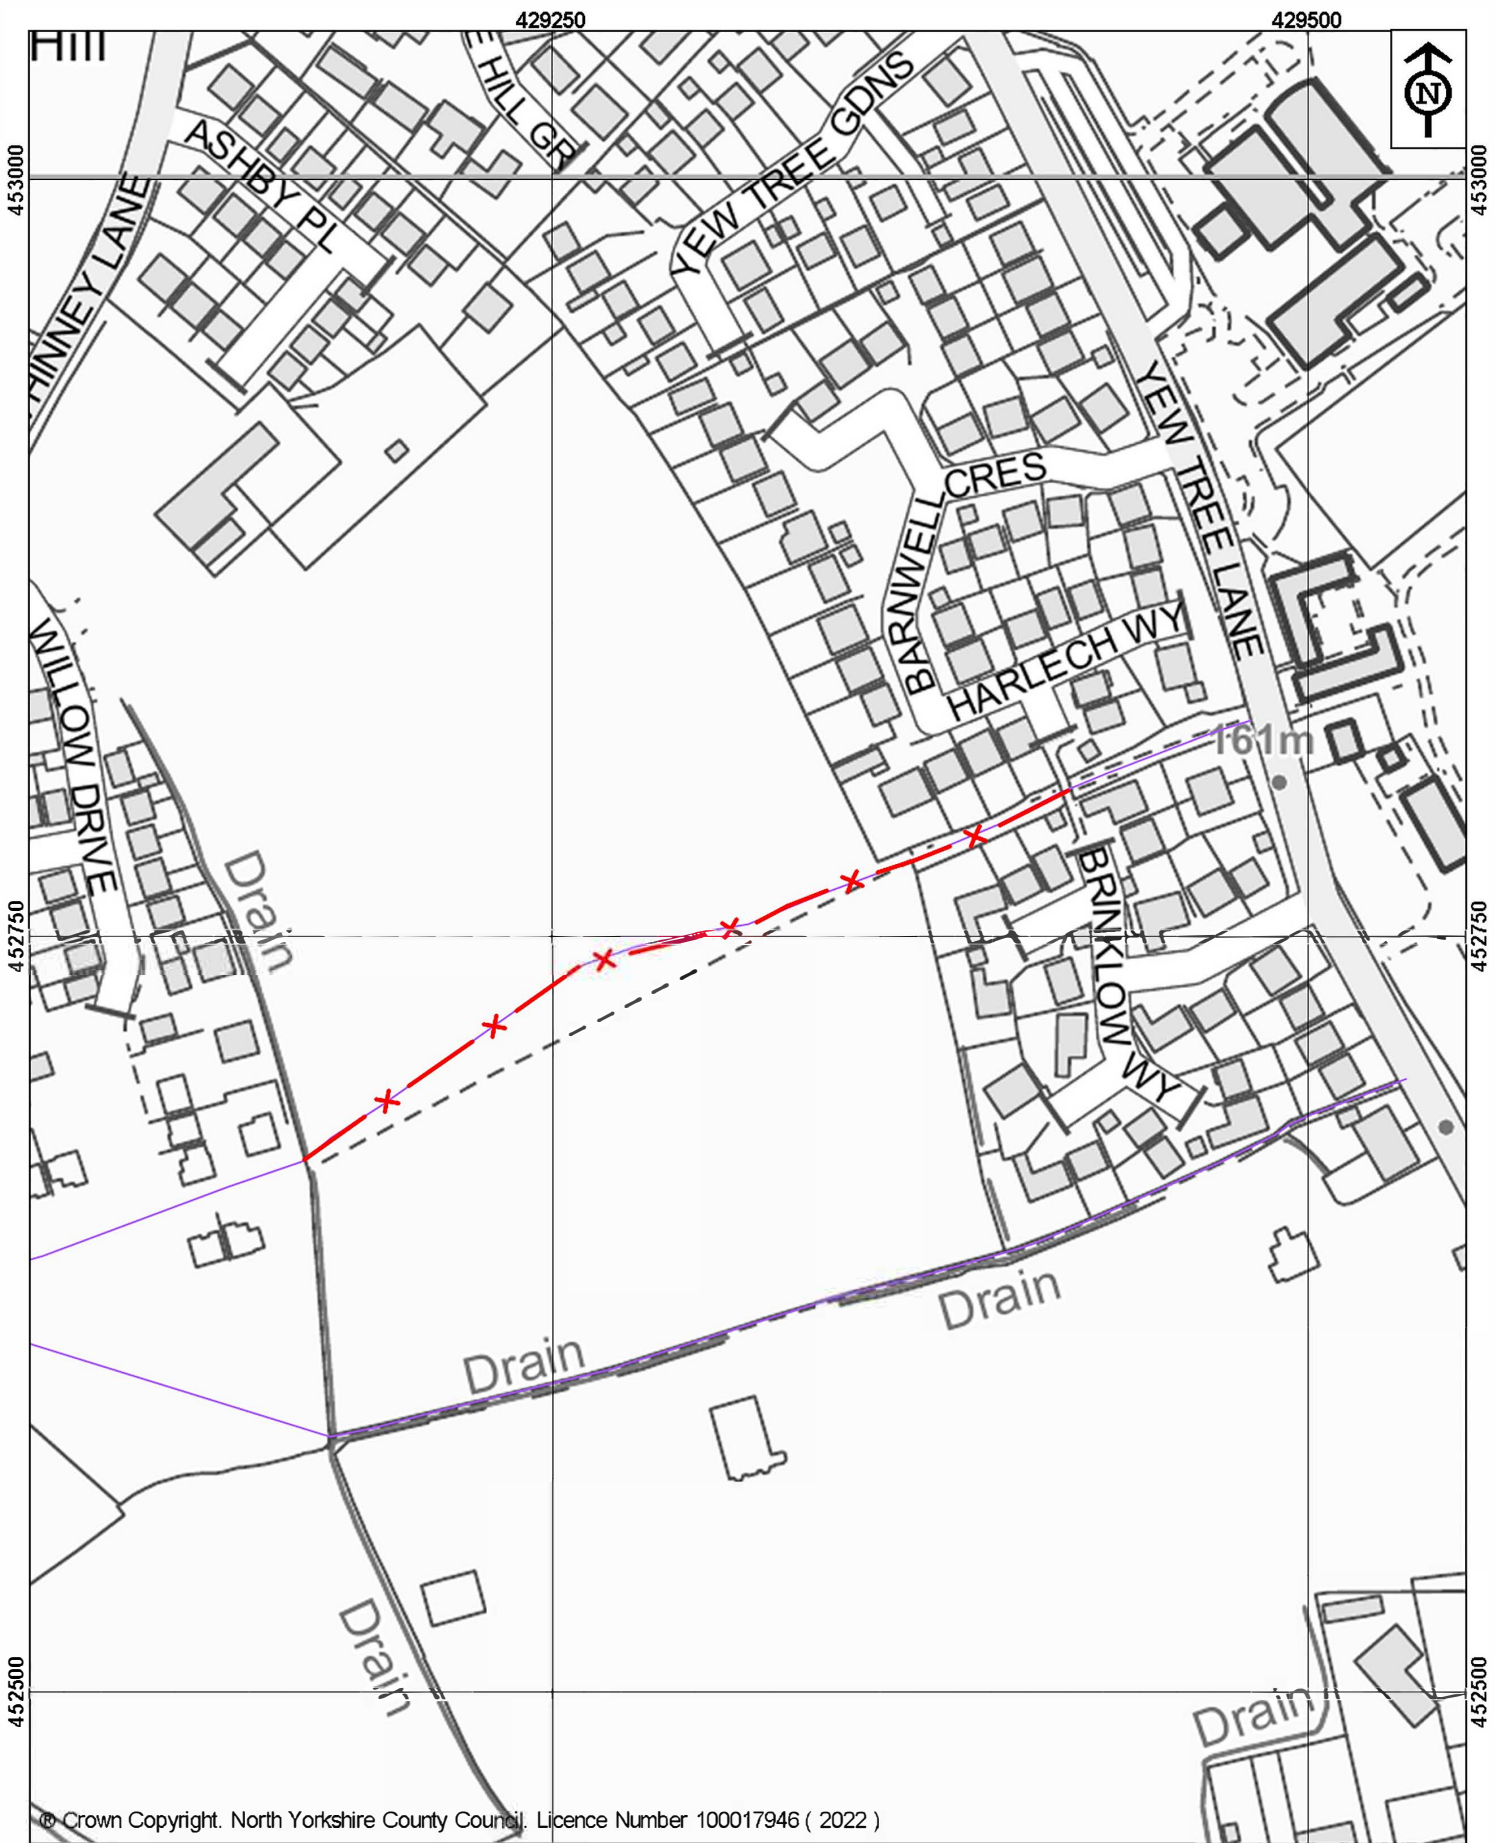 429250
429500
Hill
N
E HILL GR
YEW TREE GDNS
ASHBY PL
453000
453000
WHINNEY LANE
YEW TREE LANE
BARNWELL CRES
HARLECH WY
WILLOW DRIVE
161m
Drain
BRINKLOW WY
452750
452750
Drain
Drain
Drain
452500
452500
Drain
® Crown Copyright. North Yorkshire County Council. Licence Number 100017946 ( 2022 )